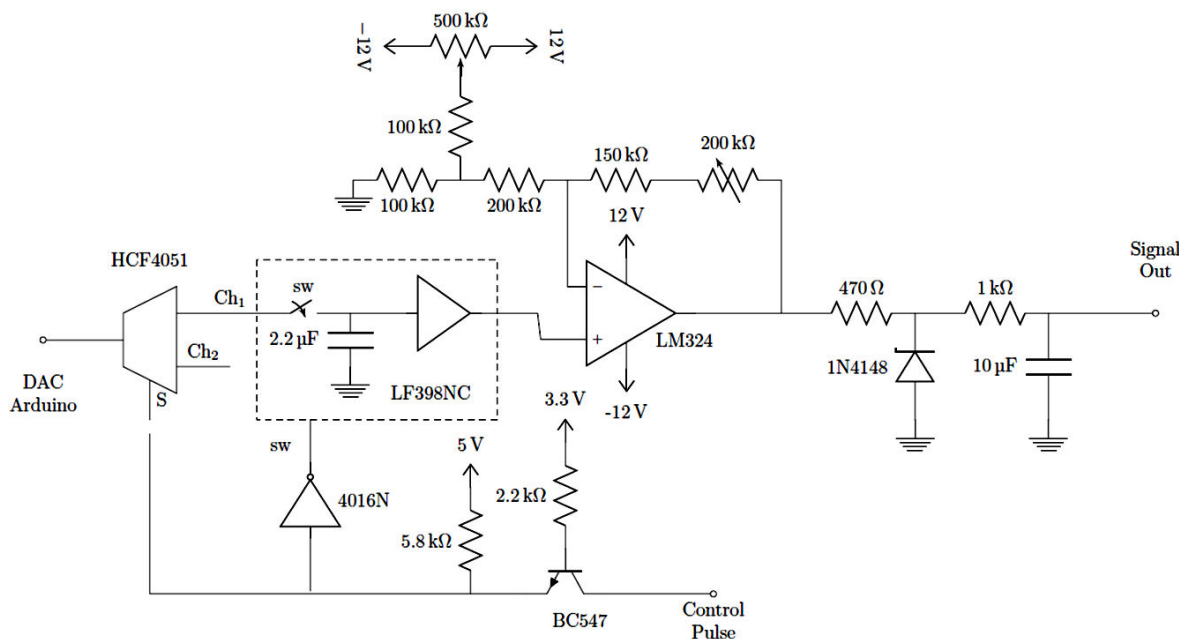 500 kΩ
−12 V
12 V
100 kΩ
150 kΩ
200 kΩ
100 kΩ
200 kΩ
12 V
HCF4051
Signal
Out
Ch1
sw
470 Ω
1 kΩ
−
2.2 µF
+
LM324
Ch2
1N4148
10 µF
DAC
Arduino
S
LF398NC
3.3 V
-12 V
sw
5 V
4016N
2.2 kΩ
5.8 kΩ
BC547
Control
Pulse